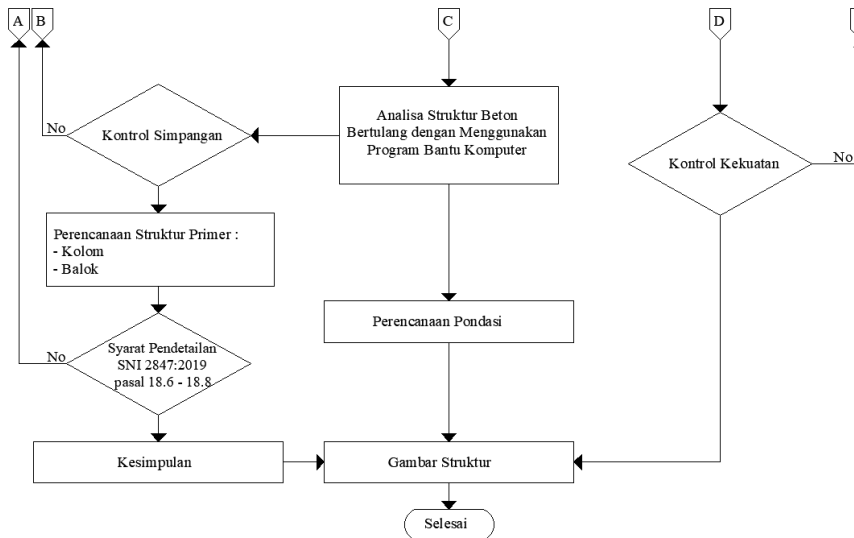 A
B
C
D
No
Kontrol Simpangan
Analisa Struktur Beton
Bertulang dengan Menggunakan
Program Bantu Komputer
Kontrol Kekuatan
No
Perencanaan Struktur Primer :
- Kolom
- Balok
Perencanaan Pondasi
No
Syarat Pendetailan
SNI 2847:2019
pasal 18.6 - 18.8
Kesimpulan
Gambar Struktur
Selesai